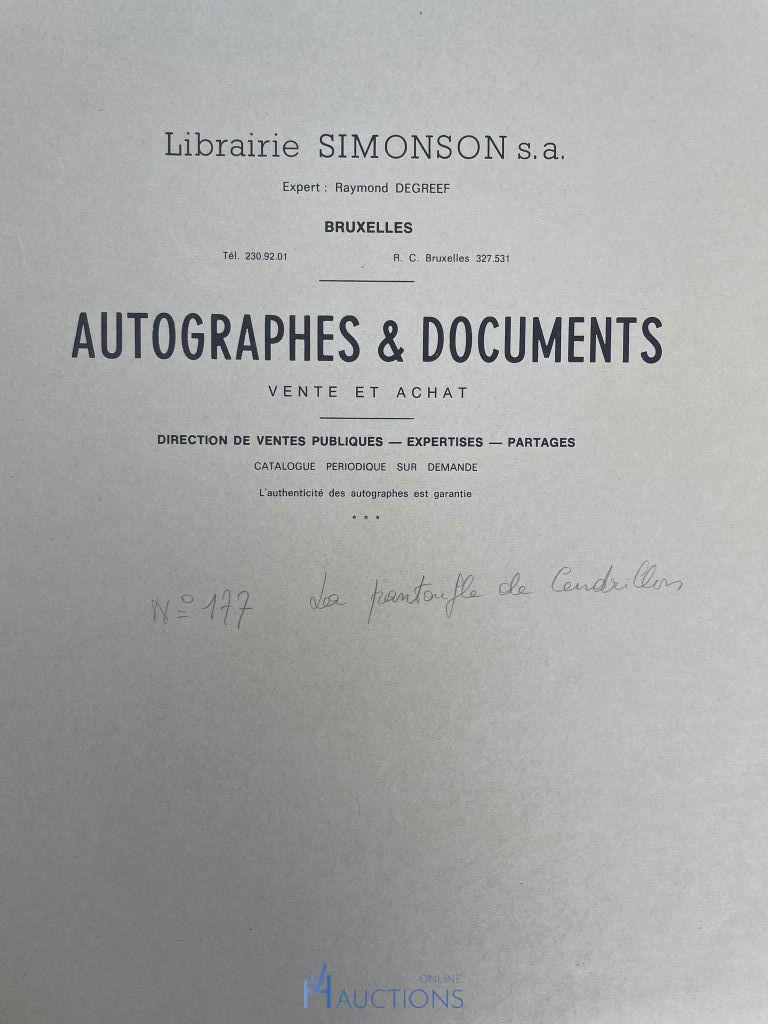 Librairie SIMONSON s.a.
Expert : Raymond DEGREEF
BRUXELLES
Tél. 230.92.01 R. C. Bruxelles 327.531
AUTOGRAPHES & DOCUMENTS
VENTE ET ACHAT
DIRECTION DE VENTES PUBLIQUES — EXPERTISES — PARTAGES
CATALOGUE PERIODIQUE SUR DEMANDE
L'authenticité des autographes est garantie
* * *
Nº 177 La pantoufle de Cendrillon
ONLINE
AUCTIONS